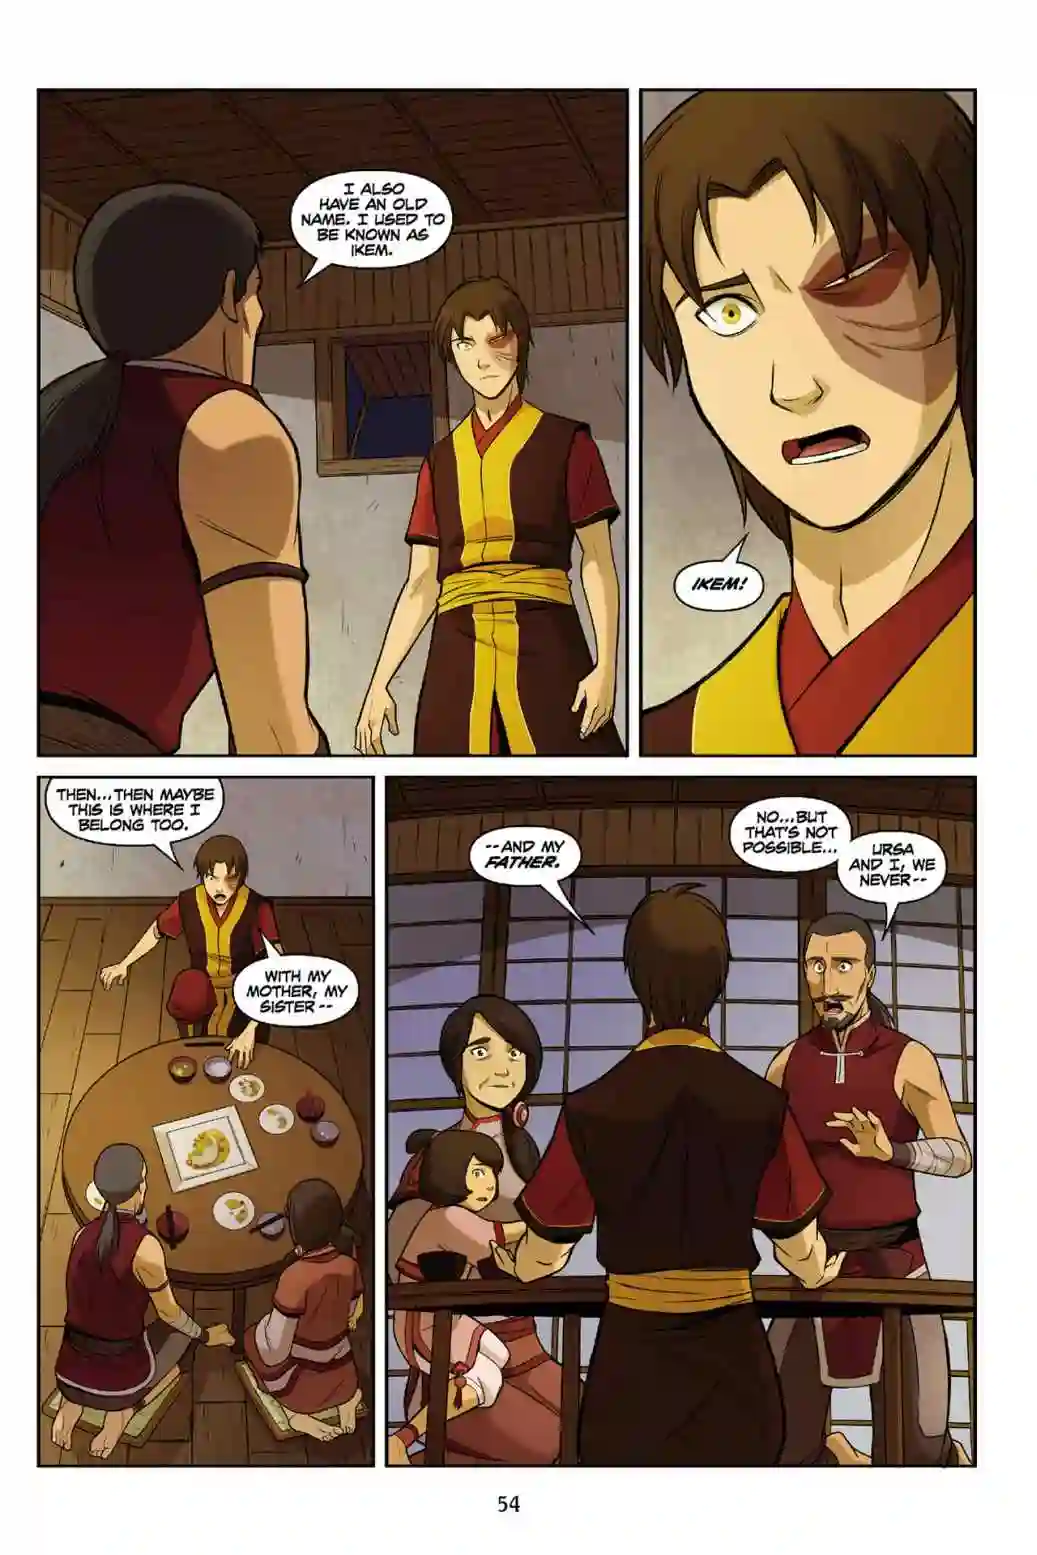 I ALSO
HAVE AN OLD
NAME. I USED TO
BE KNOWN AS
IKEM.
IKEM!
THEN...THEN MAYBE
THIS IS WHERE I
BELONG TOO.
WITH MY
MOTHER, MY
SISTER--
--AND MY
FATHER.
NO...BUT
THAT'S NOT
POSSIBLE...
URSA
AND I, WE
NEVER--
54